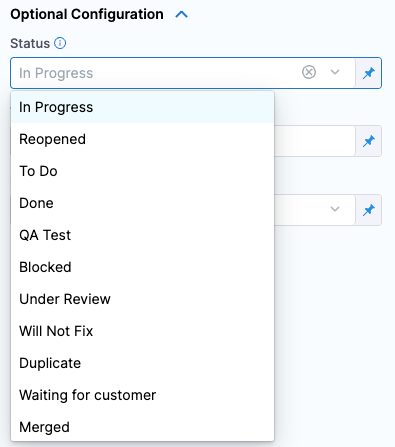 Optional Configuration
Status
In Progress
In Progress
Reopened
To Do
Done
QA Test
Blocked
Under Review
Will Not Fix
Duplicate
Waiting for customer
Merged